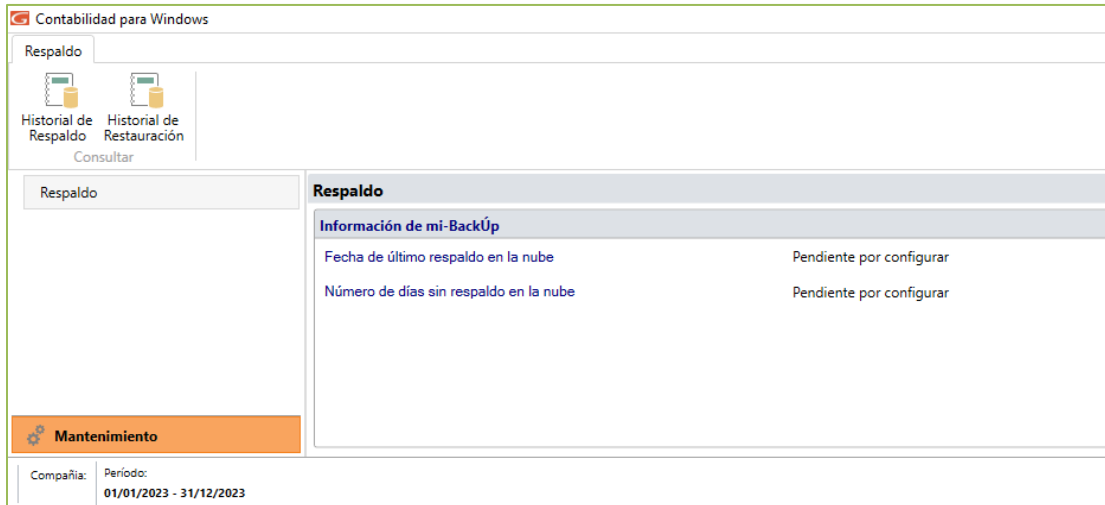 Contabilidad para Windows
Respaldo
Historial de Respaldo
Historial de Restauración
Consultar
Respaldo
Respaldo
Información de mi-BackÚp
Fecha de último respaldo en la nube
Pendiente por configurar
Número de días sin respaldo en la nube
Pendiente por configurar
Mantenimiento
Compañia:
Período:
01/01/2023 - 31/12/2023